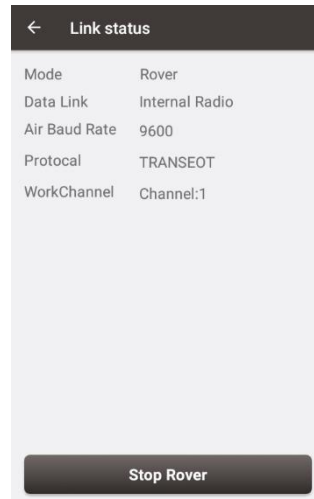 Link status
Mode Rover
Data Link Internal Radio
Air Baud Rate 9600
Protocal TRANSEOT
WorkChannel Channel:1
Stop Rover